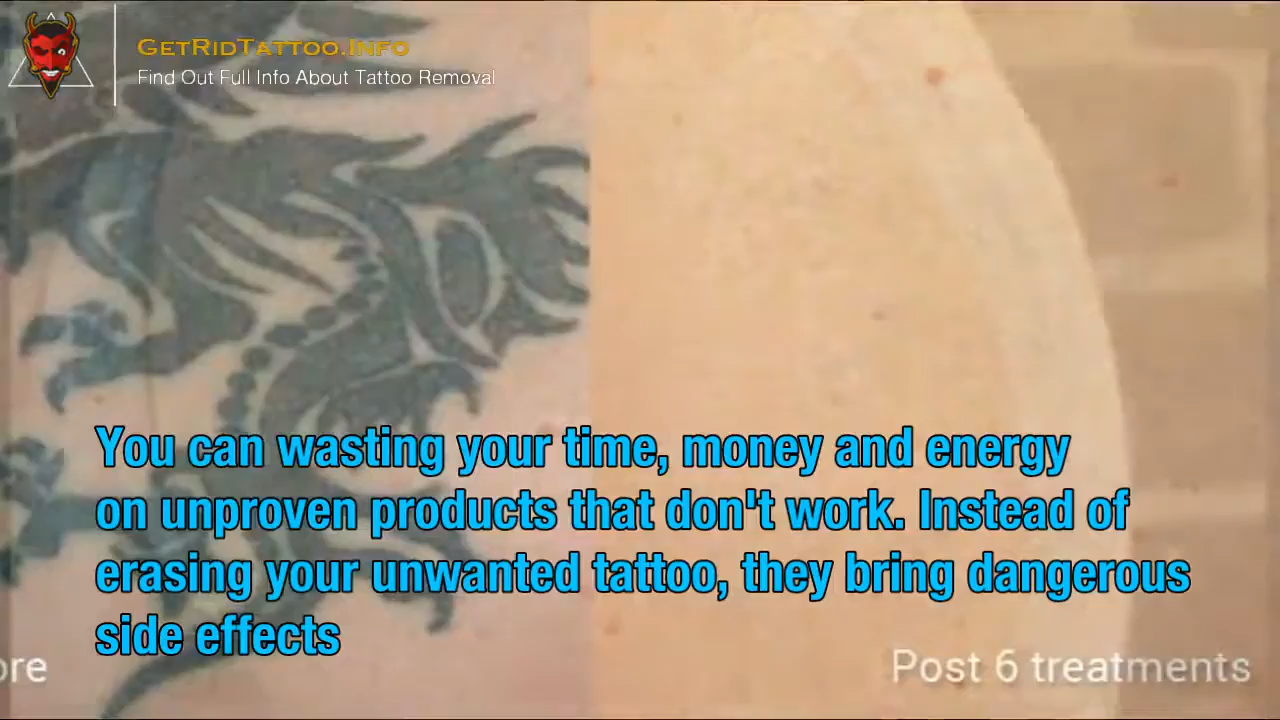 GetRidTattoo.Info
Find Out Full Info About Tattoo Removal
You can wasting your time, money and energy
on unproven products that don't work. Instead of
erasing your unwanted tattoo, they bring dangerous
side effects
ore
Post 6 treatments